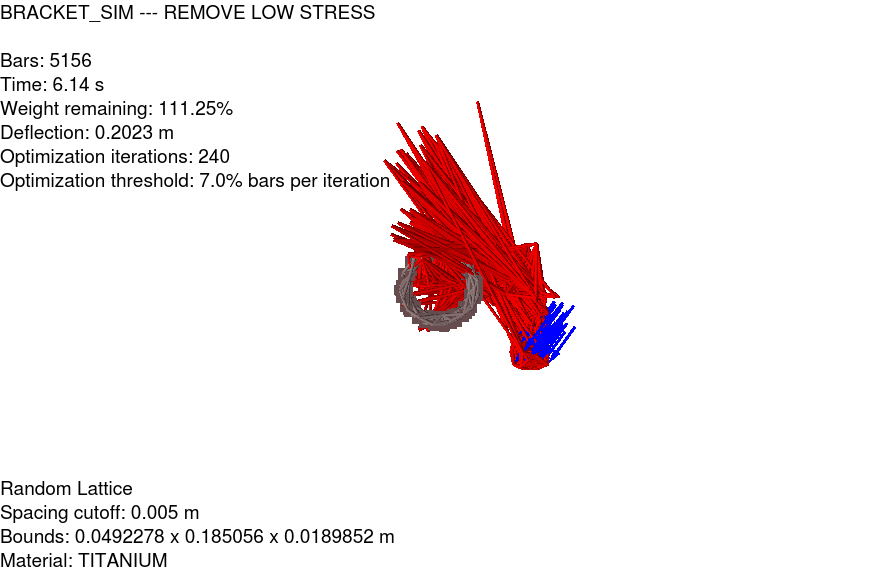 BRACKET_SIM --- REMOVE LOW STRESS
Bars: 5156
Time: 6.14 s
Weight remaining: 111.25%
Deflection: 0.2023 m
Optimization iterations: 240
Optimization threshold: 7.0% bars per iteration
Random Lattice
Spacing cutoff: 0.005 m
Bounds: 0.0492278 x 0.185056 x 0.0189852 m
Material: TITANIUM